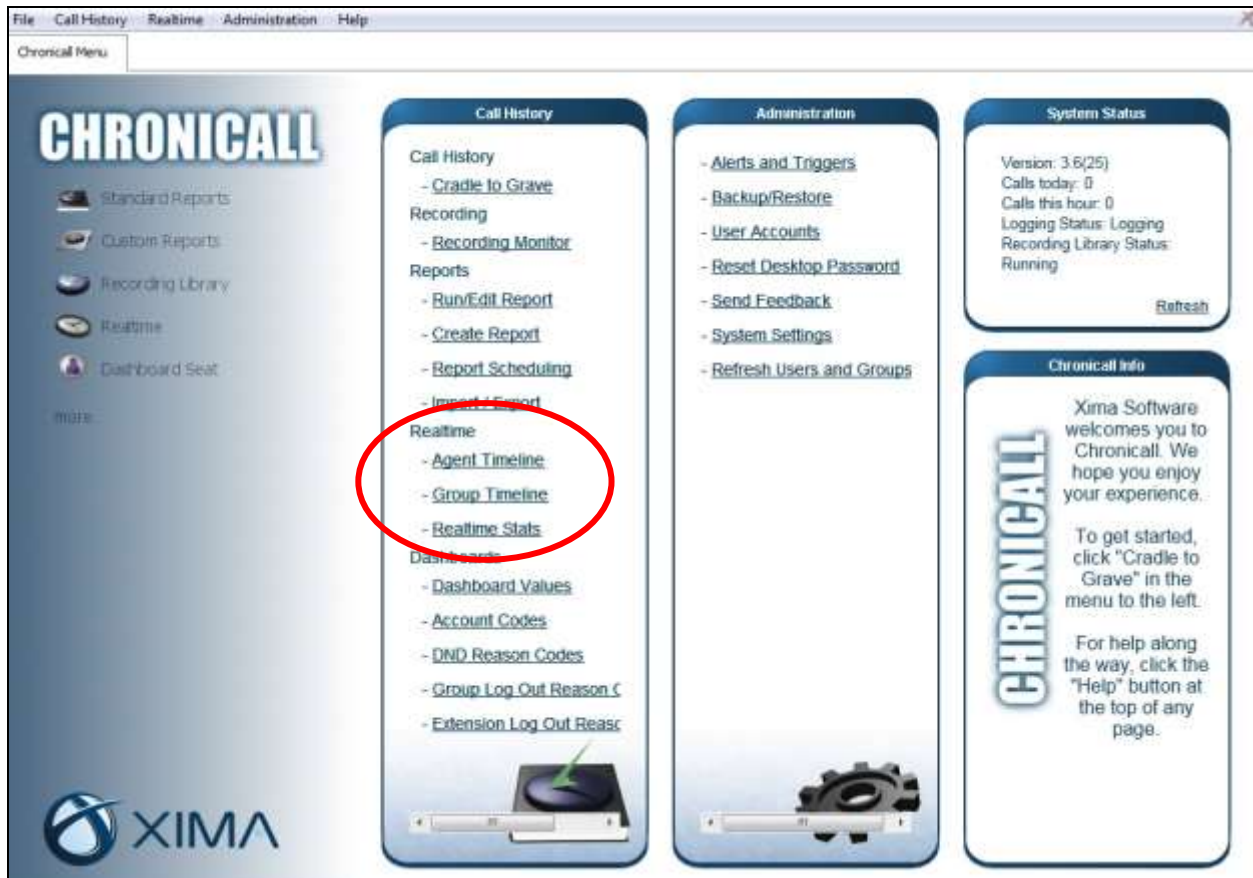 File Call History Realtime Administration Help
Chronicall Menu
CHRONICALL
Standard Reports
Custom Reports
Recording Library
Realtime
Dashboard Seat
more
XIMA
Call History
Call History
- Cradle to Grave
Recording
- Recording Monitor
Reports
- Run/Edit Report
- Create Report
- Report Scheduling
- Import / Export
Realtime
- Agent Timeline
- Group Timeline
- Realtime Stats
Dashboards
- Dashboard Values
- Account Codes
- DND Reason Codes
- Group Log Out Reason C
- Extension Log Out Reasc
Administration
- Alerts and Triggers
- Backup/Restore
- User Accounts
- Reset Desktop Password
- Send Feedback
- System Settings
- Refresh Users and Groups
System Status
Version: 3.6(25)
Calls today: 0
Calls this hour: 0
Logging Status: Logging
Recording Library Status:
Running
Refresh
Chronicall Info
CHRONICALL
Xima Software
welcomes you to
Chronicall. We
hope you enjoy
your experience.
To get started,
click "Cradle to
Grave" in the
menu to the left.
For help along
the way, click the
"Help" button at
the top of any
page.